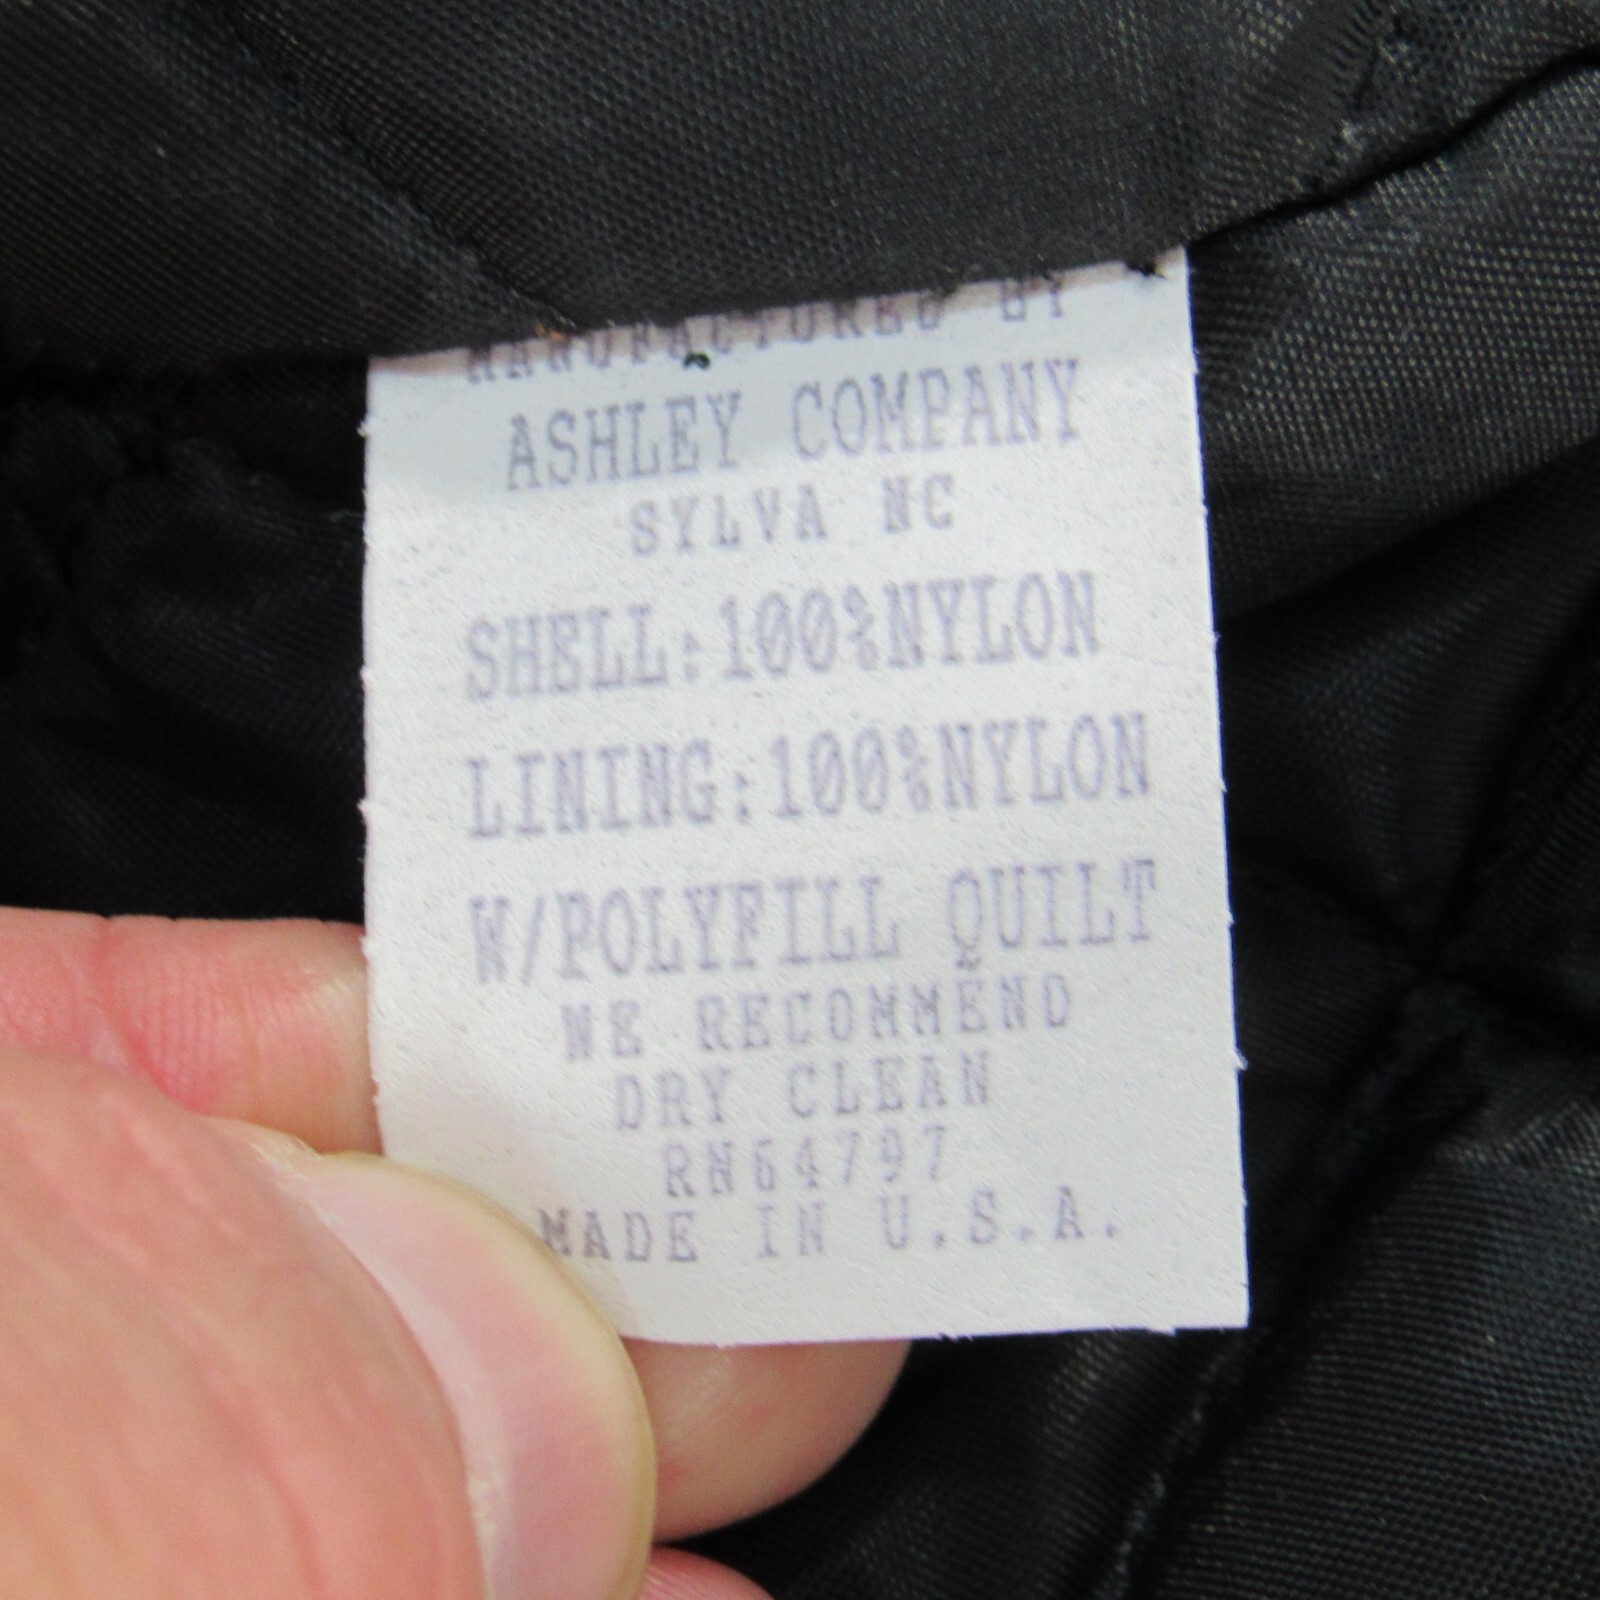 MANUFACTURED BY
ASHLEY COMPANY
SYLVA NC
SHELL:100%NYLON
LINING:100%NYLON
W/POLYFILL QUILT
WE RECOMMEND
DRY CLEAN
RN64797
MADE IN U.S.A.